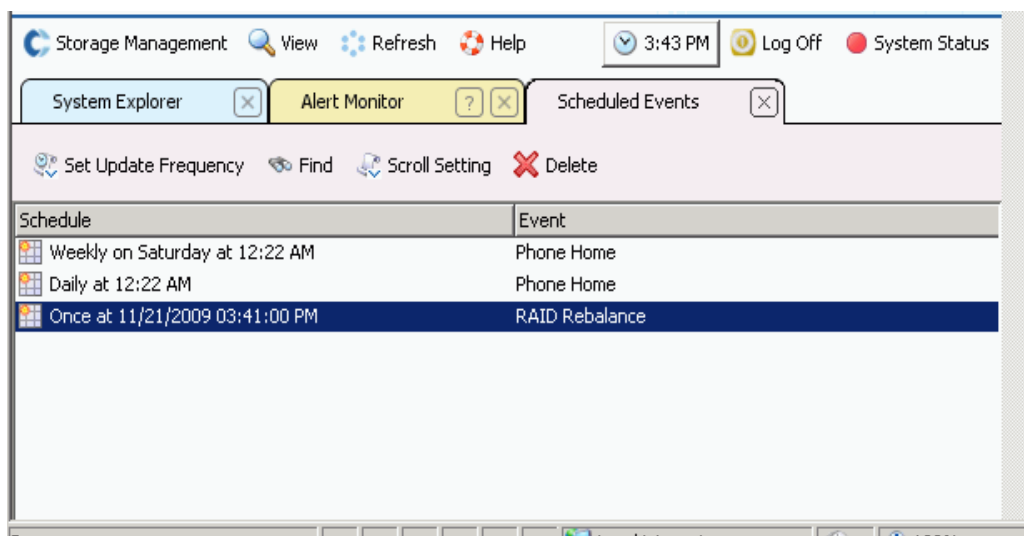 Storage Management View Refresh Help 3:43 PM Log Off System Status
System Explorer Alert Monitor ? Scheduled Events
Set Update Frequency Find Scroll Setting Delete
Schedule Event
Weekly on Saturday at 12:22 AM Phone Home
Daily at 12:22 AM Phone Home
Once at 11/21/2009 03:41:00 PM RAID Rebalance